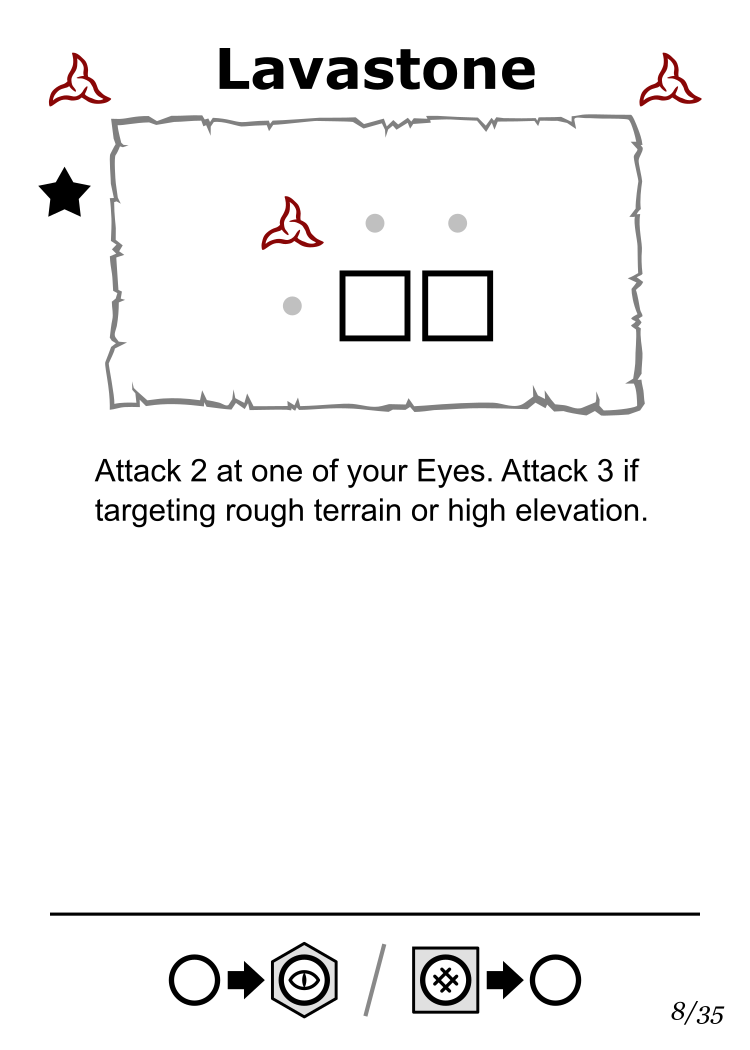 Lavastone
Attack 2 at one of your Eyes. Attack 3 if
targeting rough terrain or high elevation.
8/35